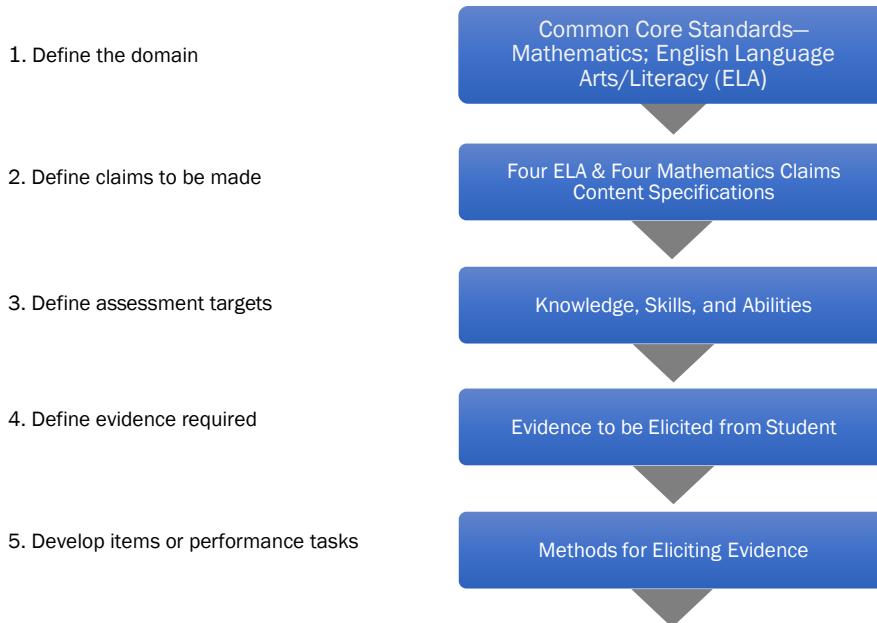 1. Define the domain
Common Core Standards—
Mathematics; English Language
Arts/Literacy (ELA)
2. Define claims to be made
Four ELA & Four Mathematics Claims
Content Specifications
3. Define assessment targets
Knowledge, Skills, and Abilities
4. Define evidence required
Evidence to be Elicited from Student
5. Develop items or performance tasks
Methods for Eliciting Evidence